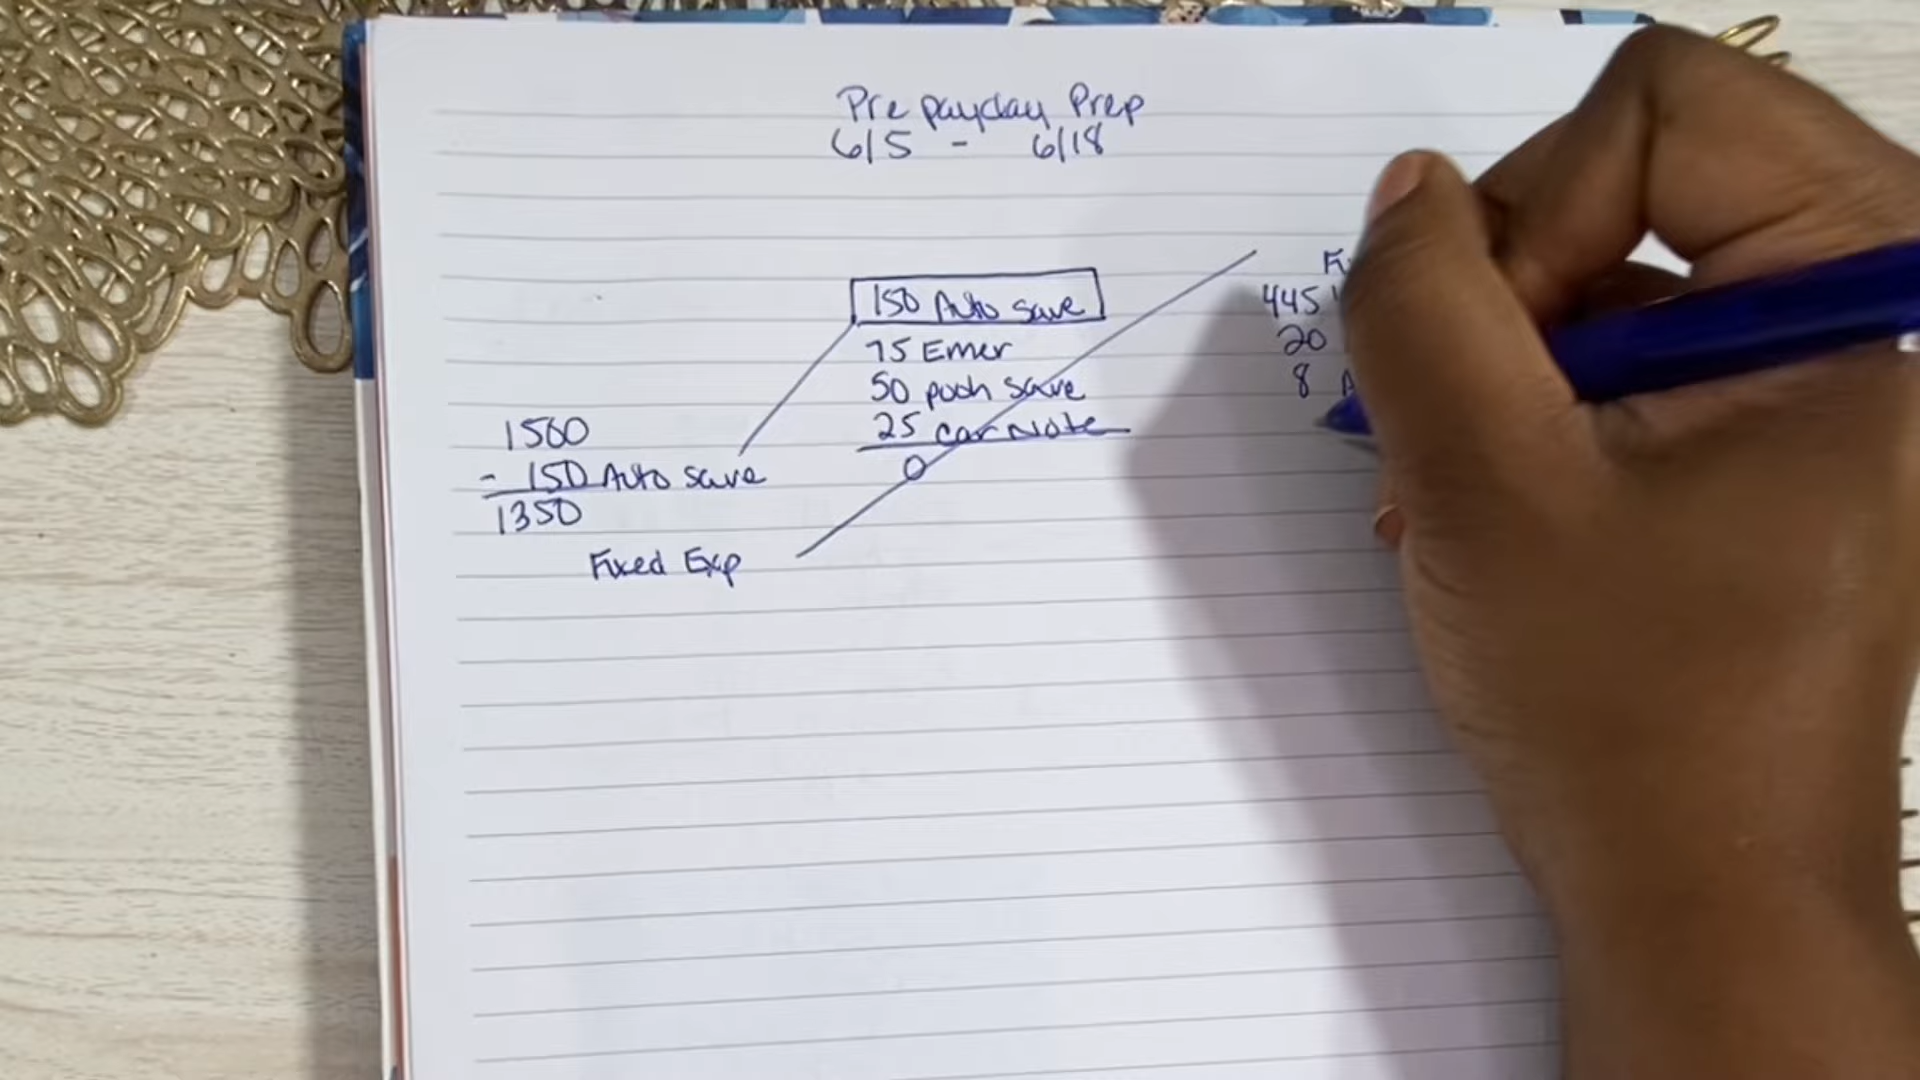 Pre payday Prep
6/5 - 6/18
150 Auto save
75 Emer
50 pooh save
25 car Note
0
1500
- 150 Auto save
1350
Fixed Exp
445
20
8